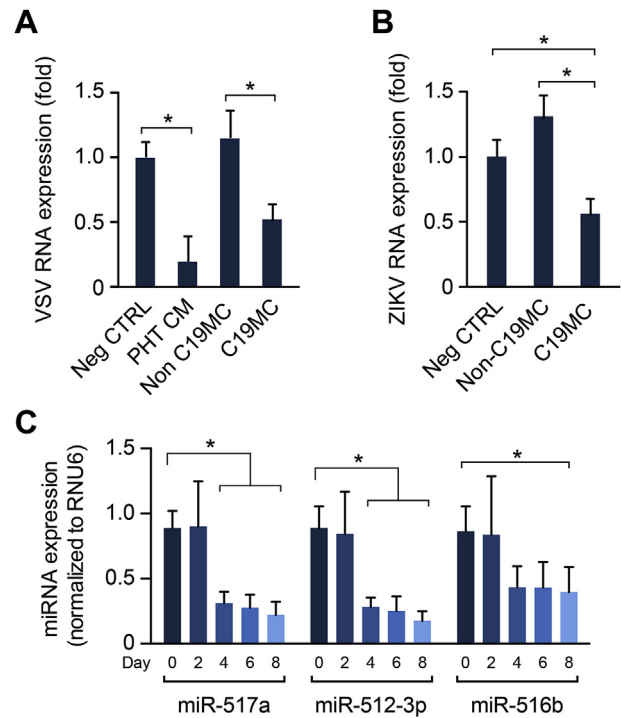 A
VSV RNA expression (fold)
1.5
1.0
0.5
0
*
*
Neg CTRL
PHT CM
Non C19MC
C19MC
B
ZIKV RNA expression (fold)
1.5
1.0
0.5
0
*
*
Neg CTRL
Non-C19MC
C19MC
C
miRNA expression
(normalized to RNU6)
1.5
1.0
0.5
0
*
*
*
Day 0 2 4 6 8 0 2 4 6 8 0 2 4 6 8
miR-517a miR-512-3p miR-516b